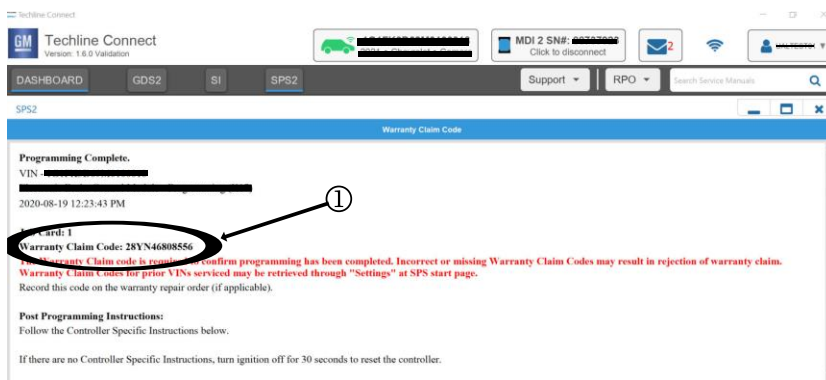 Techline Connect
GM
Techline Connect
Version: 1.6.0 Validation
MDI 2 SN#:
Click to disconnect
2
DASHBOARD GDS2 SI SPS2
Support RPO Search Service Manuals
SPS2
Warranty Claim Code
Programming Complete.
VIN -
2020-08-19 12:23:43 PM
①
Card: 1
Warranty Claim Code: 28YN46808556
The Warranty Claim code is required to confirm programming has been completed. Incorrect or missing Warranty Claim Codes may result in rejection of warranty claim.
Warranty Claim Codes for prior VINs serviced may be retrieved through "Settings" at SPS start page.
Record this code on the warranty repair order (if applicable).
Post Programming Instructions:
Follow the Controller Specific Instructions below.
If there are no Controller Specific Instructions, turn ignition off for 30 seconds to reset the controller.